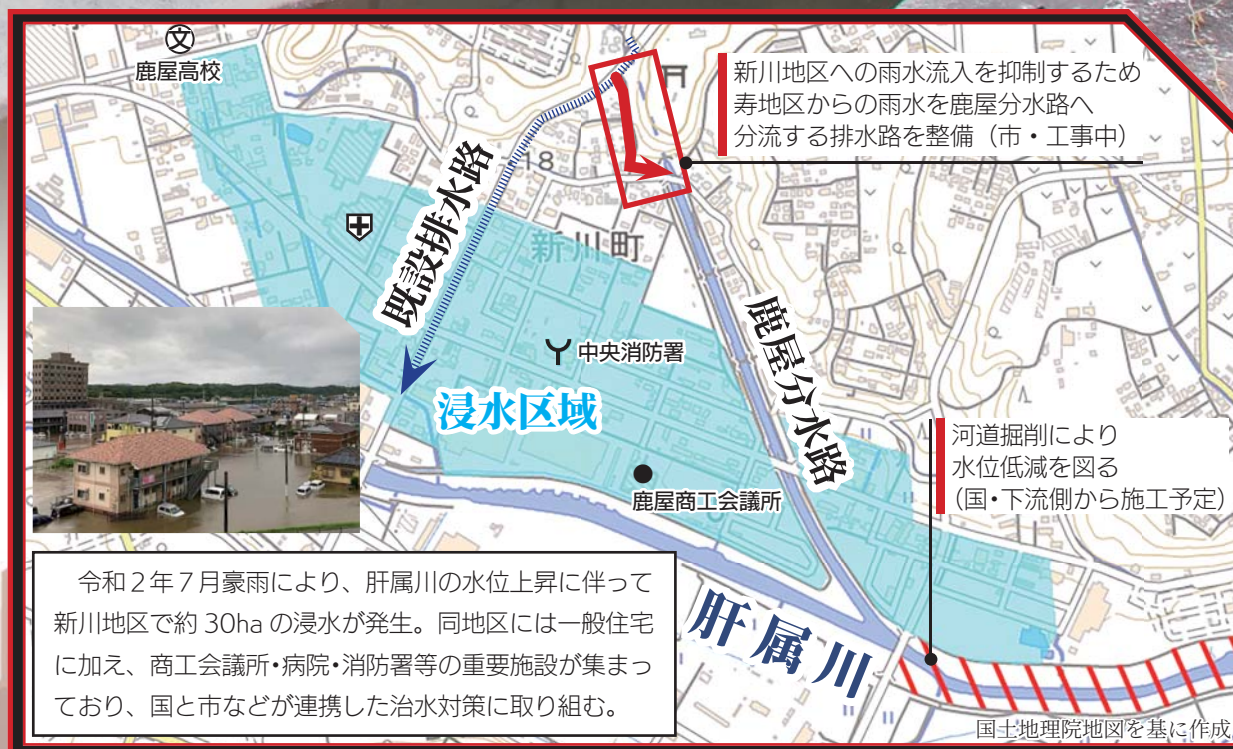 文
鹿屋高校
新川地区への雨水流入を抑制するため
寿地区からの雨水を鹿屋分水路へ
分流する排水路を整備（市・工事中）
18
既設排水路
新川町
中央消防署
浸水区域
鹿屋分水路
鹿屋商工会議所
河道掘削により
水位低減を図る
（国・下流側から施工予定）
肝属川
令和２年７月豪雨により、肝属川の水位上昇に伴って
新川地区で約 30ha の浸水が発生。同地区には一般住宅
に加え、商工会議所・病院・消防署等の重要施設が集まっ
ており、国と市などが連携した治水対策に取り組む。
国土地理院地図を基に作成